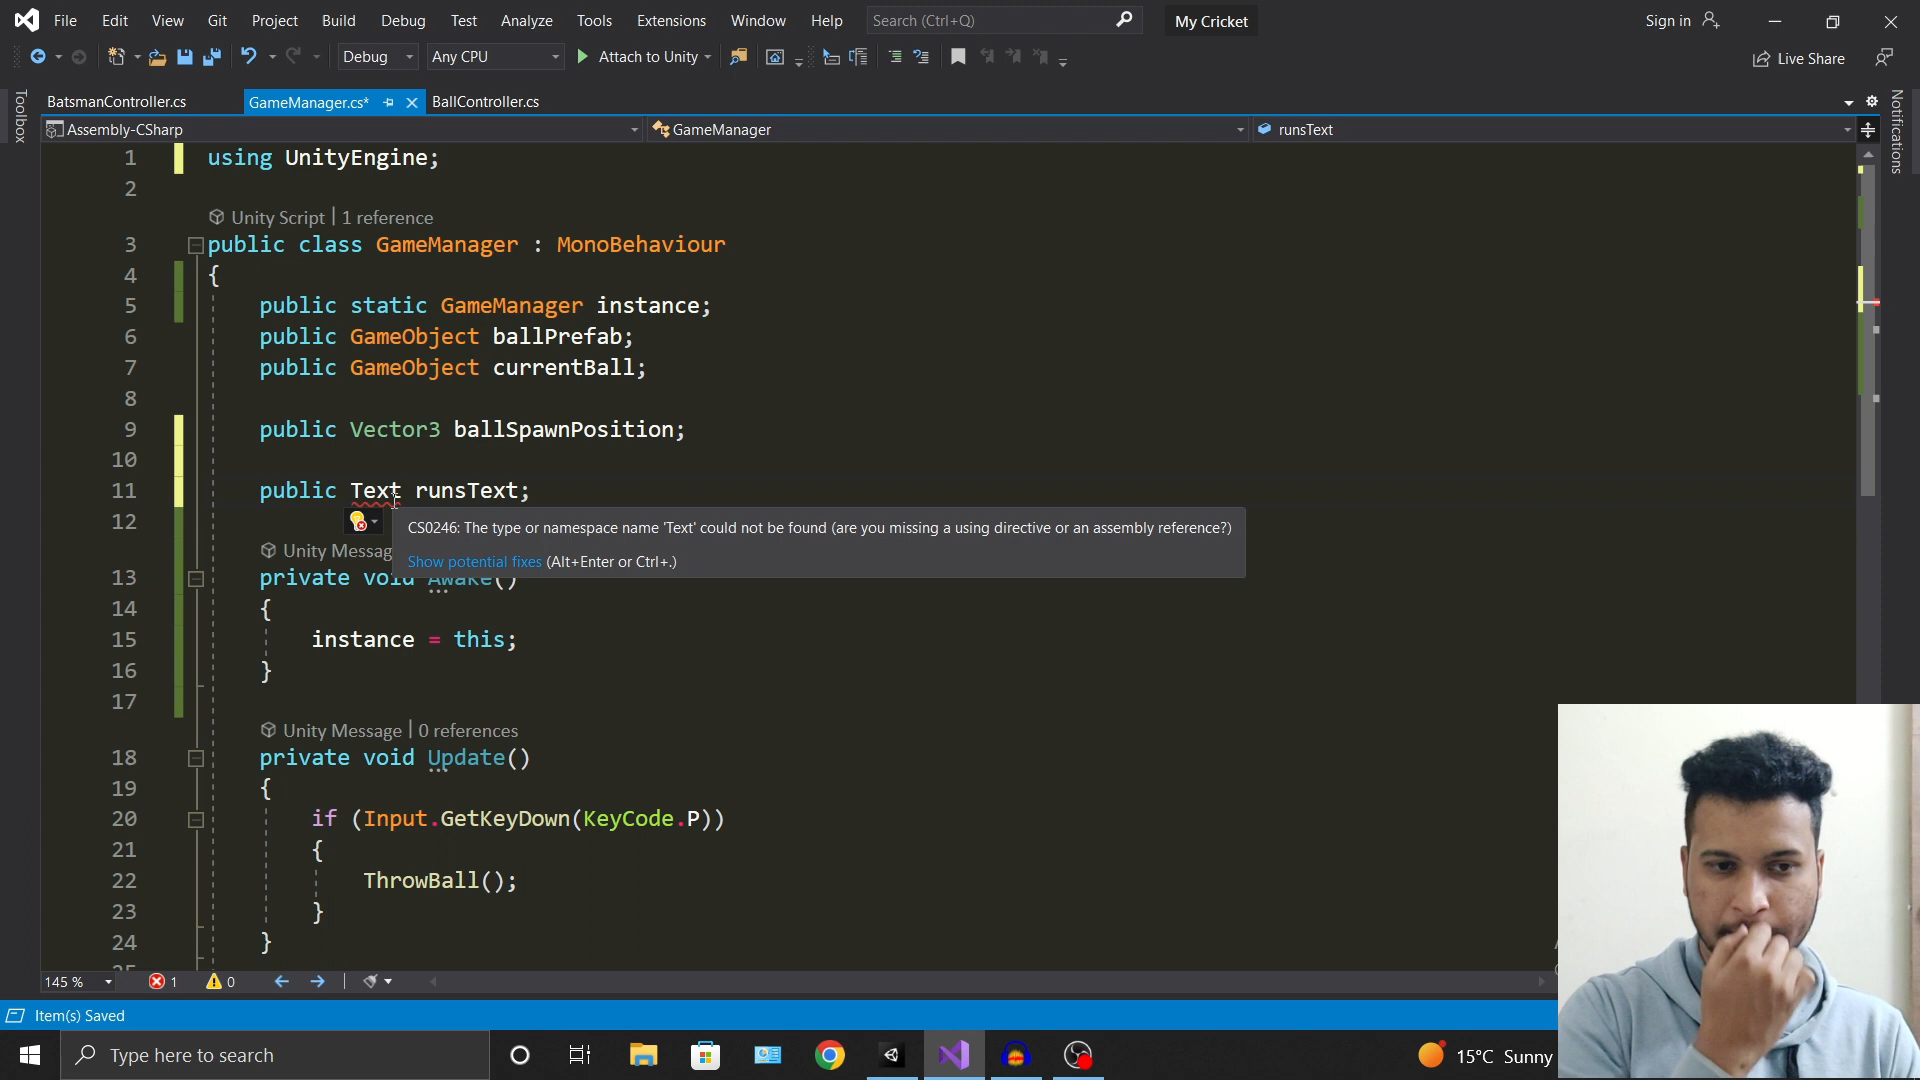 File Edit View Git Project Build Debug Test Analyze Tools Extensions Window Help Search (Ctrl+Q) My Cricket Sign in
Debug Any CPU Attach to Unity Live Share
Toolbox
BatsmanController.cs GameManager.cs* BallController.cs
Notifications
Assembly-CSharp GameManager runsText
1 using UnityEngine;
2
Unity Script | 1 reference
3 public class GameManager : MonoBehaviour
4 {
5 public static GameManager instance;
6 public GameObject ballPrefab;
7 public GameObject currentBall;
8
9 public Vector3 ballSpawnPosition;
10
11 public Text runsText;
12
CS0246: The type or namespace name 'Text' could not be found (are you missing a using directive or an assembly reference?)
Unity Messag
Show potential fixes (Alt+Enter or Ctrl+.)
13 private void Awake()
14 {
15 instance = this;
16 }
17
Unity Message | 0 references
18 private void Update()
19 {
20 if (Input.GetKeyDown(KeyCode.P))
21 {
22 ThrowBall();
23 }
24 }
145 % 1 0
Item(s) Saved
Type here to search 15°C Sunny